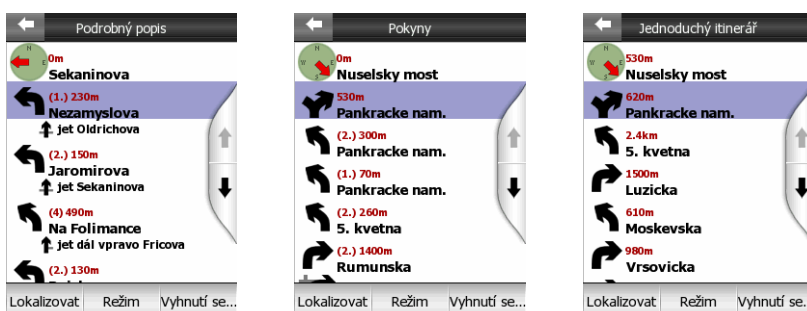 Podrobný popis
0m
Sekaninova
(1.) 230m
Nezamyslova
jet Oldrichova
(2.) 150m
Jaromirova
jet Sekaninova
(4) 490m
Na Folimance
jet dál vpravo Fricova
(2.) 130m
Lokalizovat Režim Vyhnutí se...
Pokyny
0m
Nuselsky most
530m
Pankracke nam.
(2.) 300m
Pankracke nam.
(1.) 70m
Pankracke nam.
(2.) 260m
5. kvetna
(2.) 1400m
Rumunska
Lokalizovat Režim Vyhnutí se...
Jednoduchý itinerář
530m
Nuselsky most
620m
Pankracke nam.
2.4km
5. kvetna
1500m
Luzicka
610m
Moskevska
980m
Vrsovicka
Lokalizovat Režim Vyhnutí se...